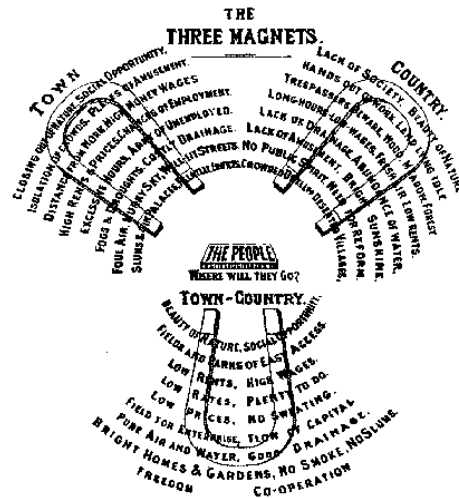 THE
THREE MAGNETS.
TOWN
CLOSING OUT OF NATURE. SOCIAL OPPORTUNITY.
ISOLATION OF CROWDS. PLACES OF AMUSEMENT.
DISTANCE FROM WORK. HIGH MONEY WAGES
HIGH RENTS & PRICES. CHANCES OF EMPLOYMENT.
EXCESSIVE HOURS. ARMY OF UNEMPLOYED.
FOGS & DROUGHTS. COSTLY DRAINAGE.
FOUL AIR. MURKY SKY. WELL-LIT STREETS.
SLUMS & GIN PALACES. PALATIAL EDIFICES.
COUNTRY.
LACK OF SOCIETY. BEAUTY OF NATURE.
HANDS OUT OF WORK. LAND LYING IDLE
TRESPASSERS BEWARE. WOOD, MEADOW, FOREST
LONG HOURS-LOW WAGES. FRESH AIR. LOW RENTS.
LACK OF DRAINAGE. ABUNDANCE OF WATER.
LACK OF AMUSEMENT. BRIGHT SUNSHINE.
NO PUBLIC SPIRIT. NEED FOR REFORM.
CROWDED DWELLINGS. DESERTED VILLAGES.
THE PEOPLE
WHERE WILL THEY GO?
TOWN-COUNTRY.
BEAUTY OF NATURE, SOCIAL OPPORTUNITY.
FIELDS AND PARKS OF EASY ACCESS.
LOW RENTS, HIGH WAGES.
LOW RATES, PLENTY TO DO.
LOW PRICES, NO SWEATING.
FIELD FOR ENTERPRISE, FLOW OF CAPITAL
PURE AIR AND WATER, GOOD DRAINAGE.
BRIGHT HOMES & GARDENS, NO SMOKE, NO SLUMS.
FREEDOM CO-OPERATION